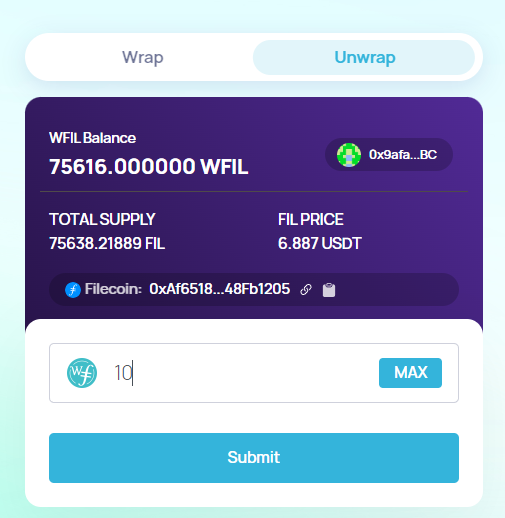 Wrap
Unwrap
WFIL Balance
75616.000000 WFIL
0x9afa...BC
TOTAL SUPPLY
FIL PRICE
75638.21889 FIL
6.887 USDT
Filecoin: 0xAf6518...48Fb1205
10
MAX
Submit